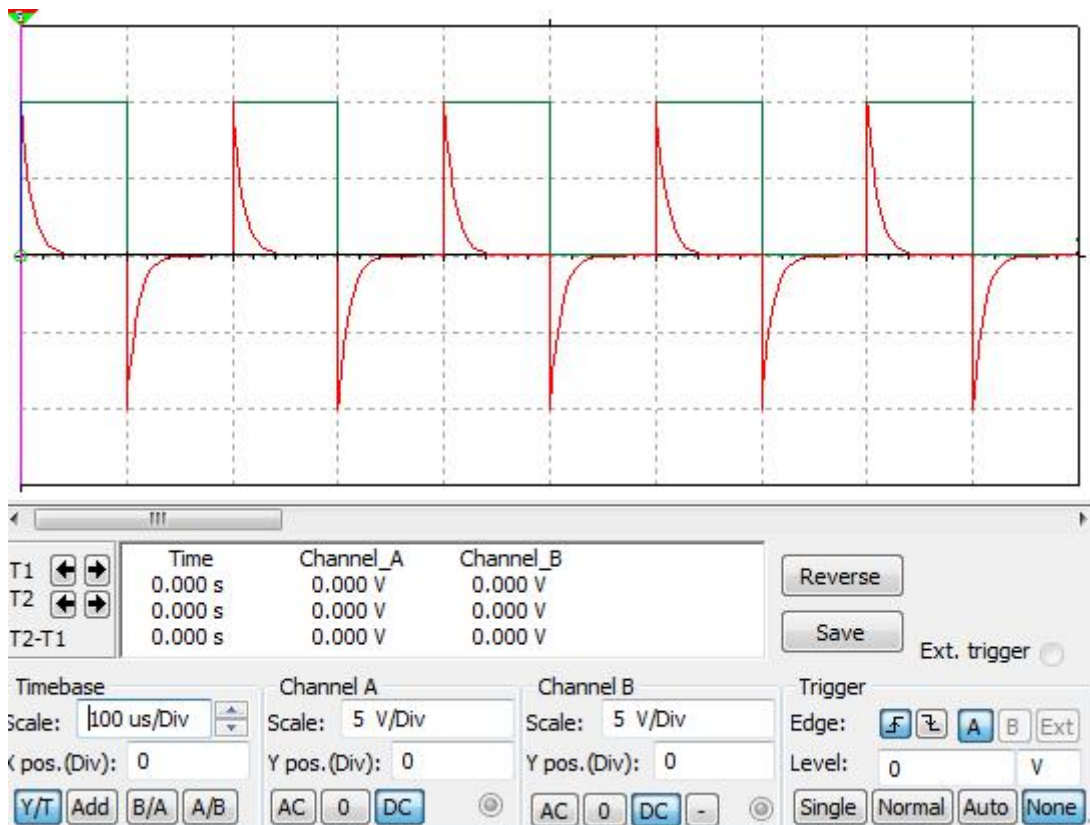 Time Channel_A Channel_B
T1 0.000 s 0.000 V 0.000 V
T2 0.000 s 0.000 V 0.000 V
T2-T1 0.000 s 0.000 V 0.000 V
Reverse
Save
Ext. trigger
Timebase
Scale: 100 us/Div
X pos.(Div): 0
Y/T Add B/A A/B
Channel A
Scale: 5 V/Div
Y pos.(Div): 0
AC 0 DC
Channel B
Scale: 5 V/Div
Y pos.(Div): 0
AC 0 DC -
Trigger
Edge: A B Ext
Level: 0 V
Single Normal Auto None